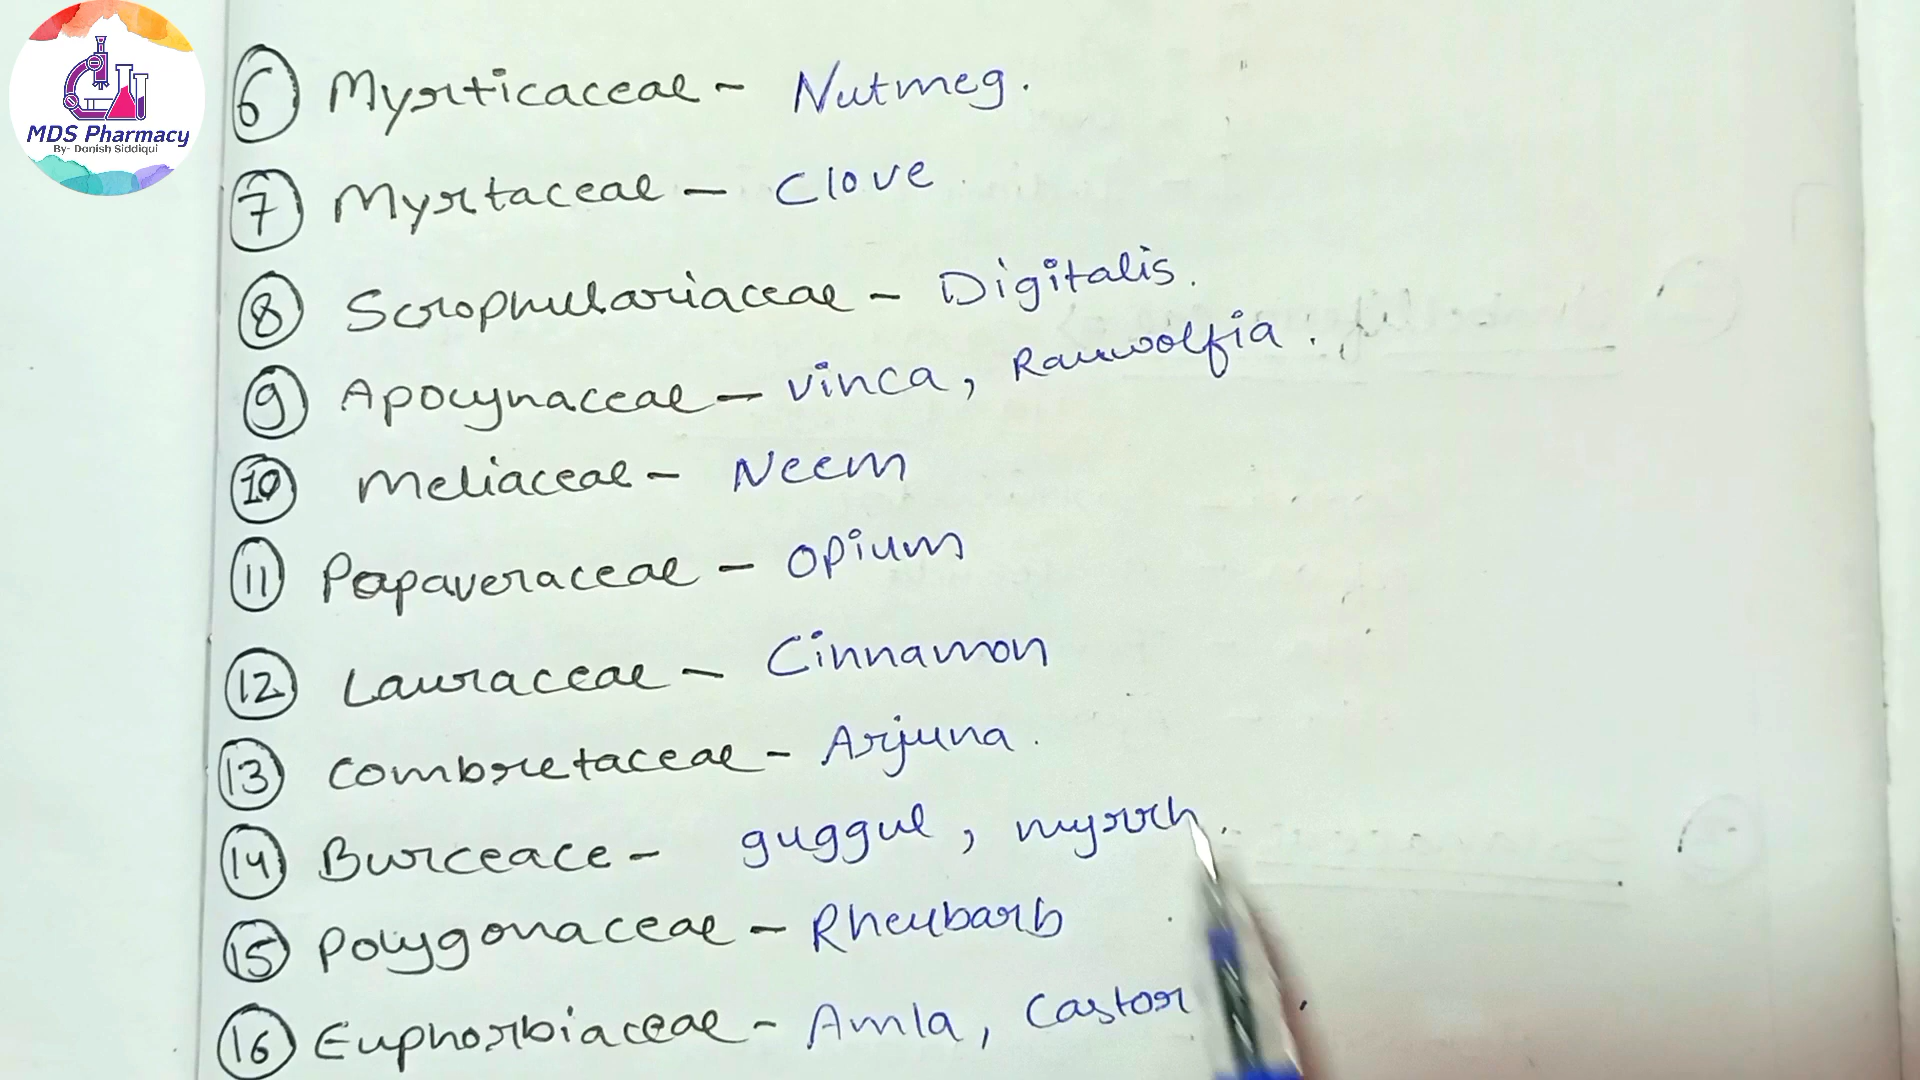 MDS Pharmacy
By- Danish Siddiqui
6 Myrticaceae - Nutmeg.
7 Myrtaceae - Clove
8 Scrophulariaceae - Digitalis.
9 Apocynaceae - Vinca, Rauwolfia.
10 Meliaceae - Neem
11 Papaveraceae - Opium
12 Lauraceae - Cinnamon
13 Combretaceae - Arjuna.
14 Burceace - guggul, myrrh.
15 Polygonaceae - Rheubarb
16 Euphorbiaceae - Amla, Castor